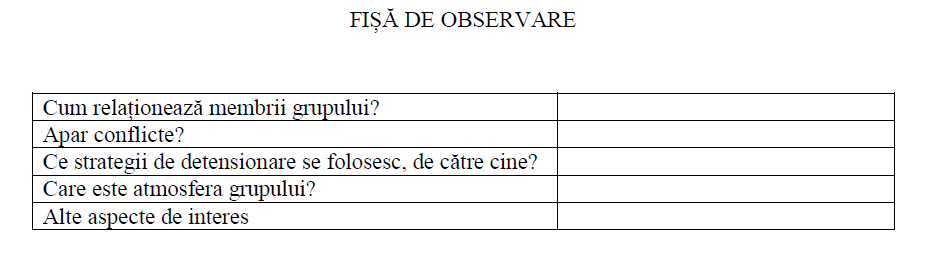 FIȘĂ DE OBSERVARE
Cum relaționează membrii grupului?
Apar conflicte?
Ce strategii de detensionare se folosesc, de către cine?
Care este atmosfera grupului?
Alte aspecte de interes